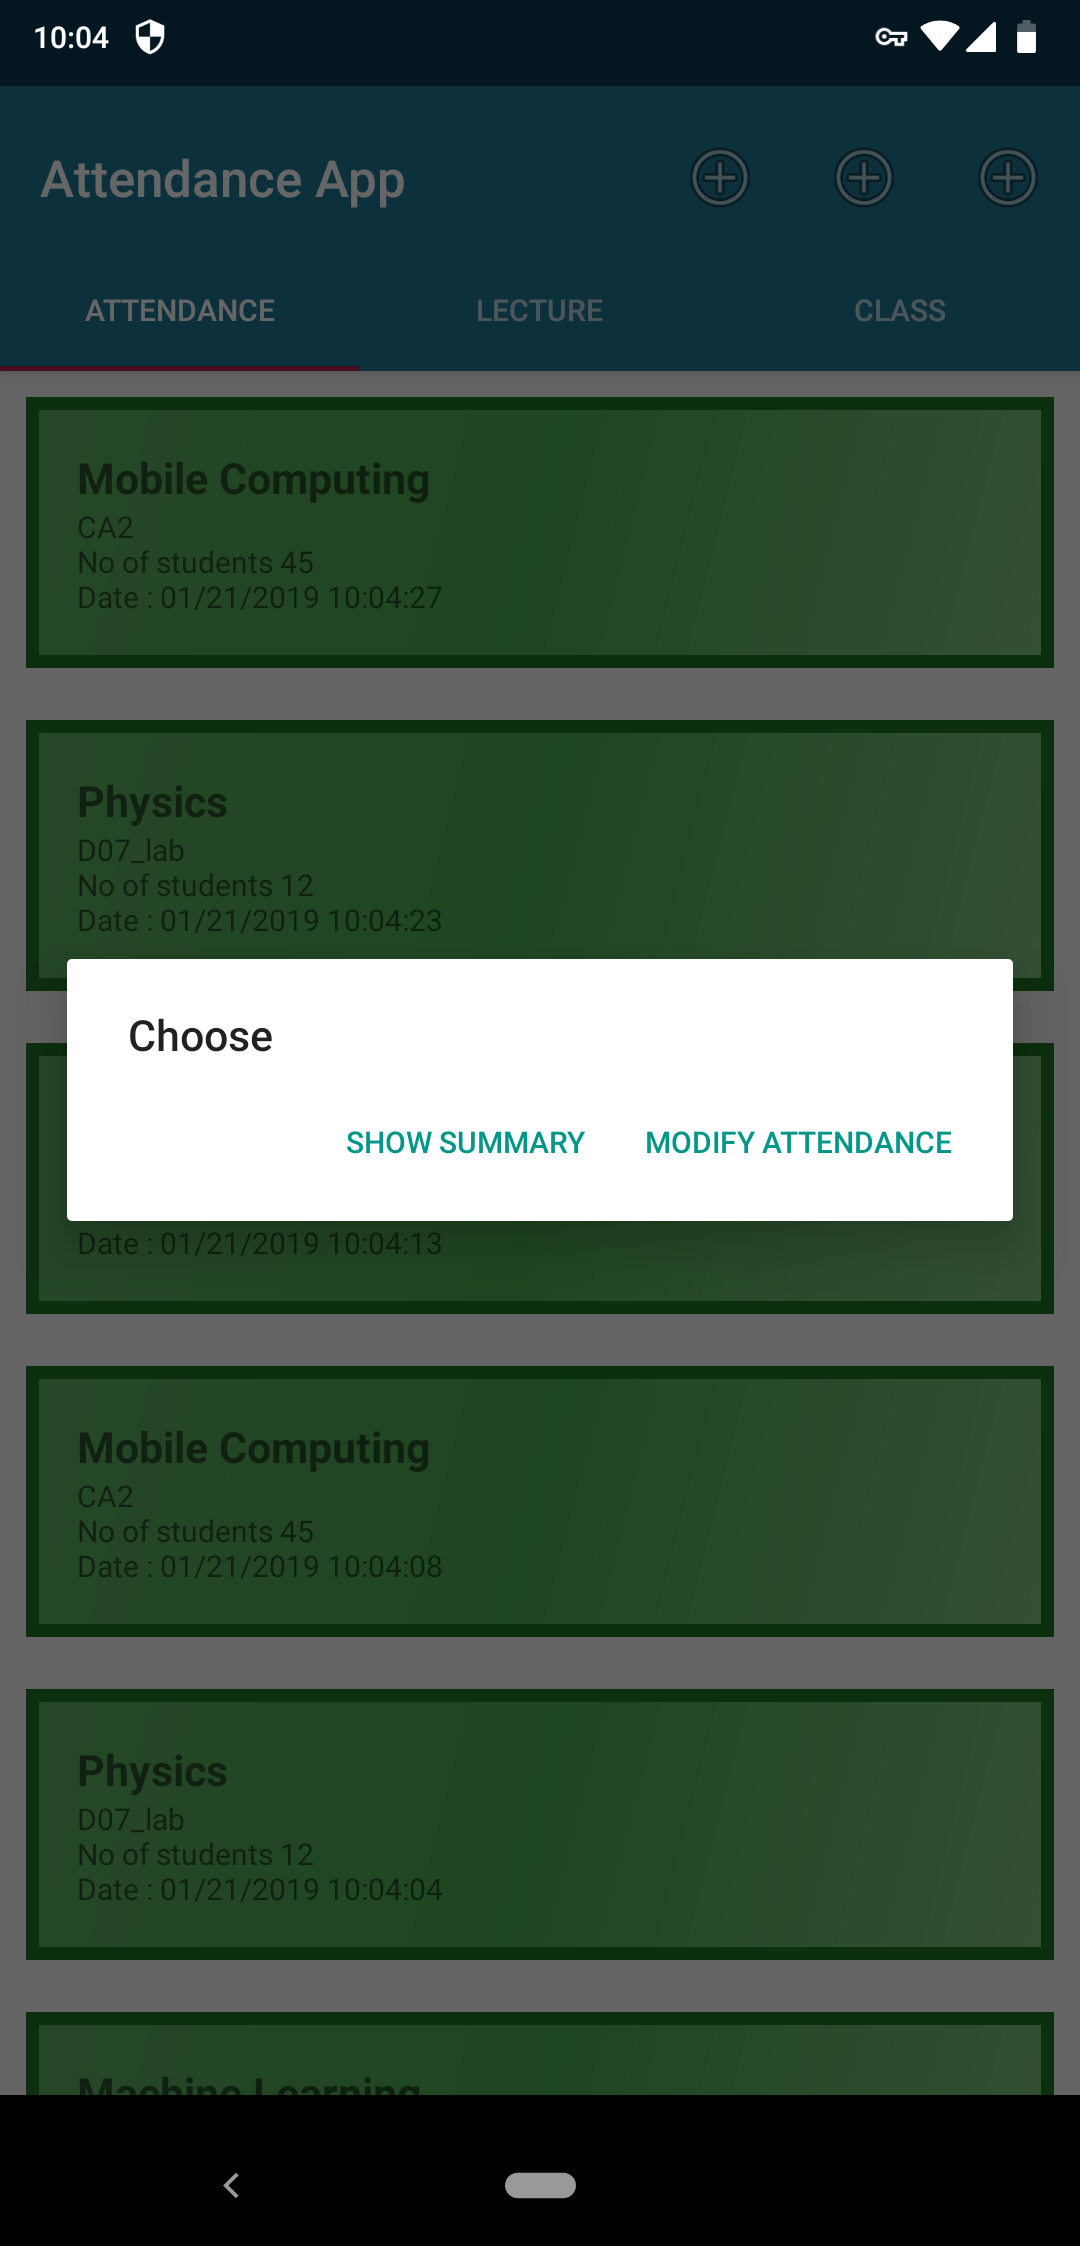 10:04
Attendance App
ATTENDANCE LECTURE CLASS
Mobile Computing
CA2
No of students 45
Date : 01/21/2019 10:04:27
Physics
D07_lab
No of students 12
Date : 01/21/2019 10:04:23
Choose
SHOW SUMMARY MODIFY ATTENDANCE
Date : 01/21/2019 10:04:13
Mobile Computing
CA2
No of students 45
Date : 01/21/2019 10:04:08
Physics
D07_lab
No of students 12
Date : 01/21/2019 10:04:04
Machine Learning